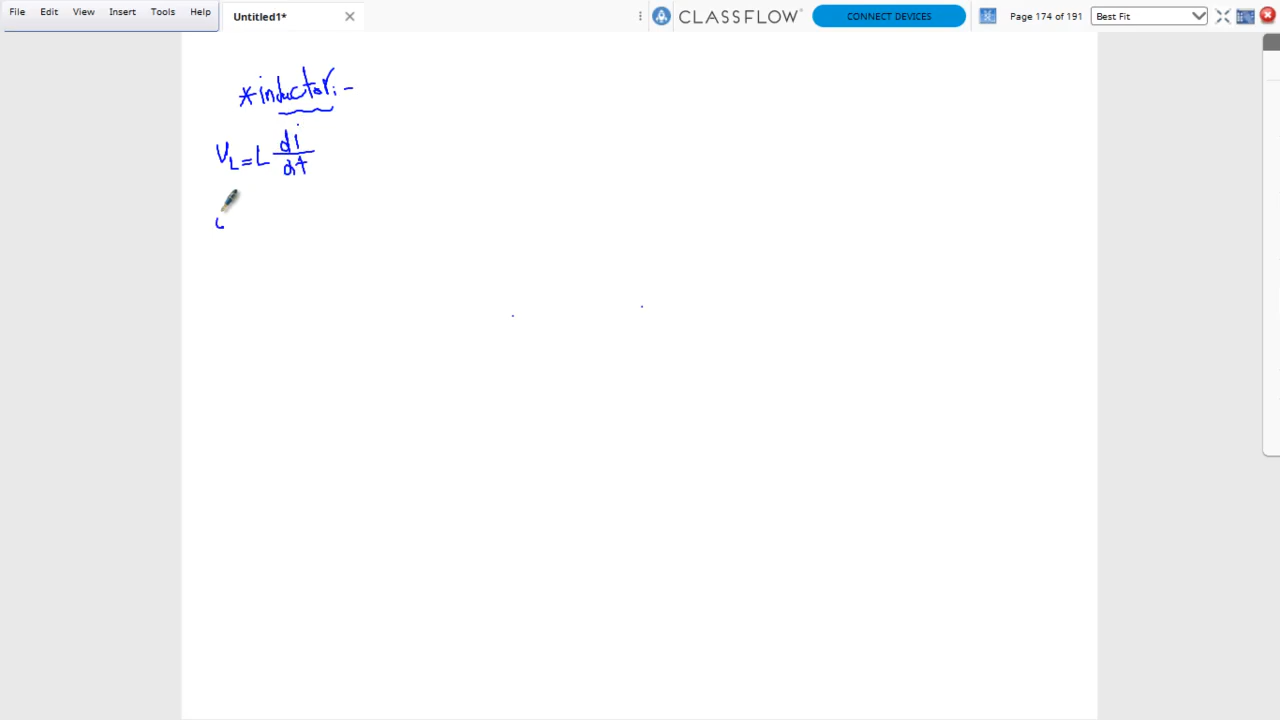 File Edit View Insert Tools Help Untitled1* CLASSFLOW CONNECT DEVICES Page 174 of 191 Best Fit
*inductor:-
V_L = L di/dt